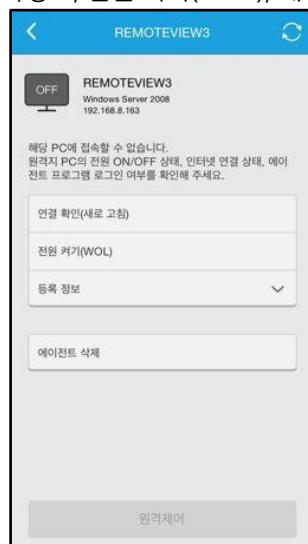 REMOTEVIEW3
OFF
REMOTEVIEW3
Windows Server 2008
192.168.8.163
해당 PC에 접속할 수 없습니다.
원격지 PC의 전원 ON/OFF 상태, 인터넷 연결 상태, 에이
전트 프로그램 로그인 여부를 확인해 주세요.
연결 확인(새로 고침)
전원 켜기(WOL)
등록 정보
에이전트 삭제
원격제어